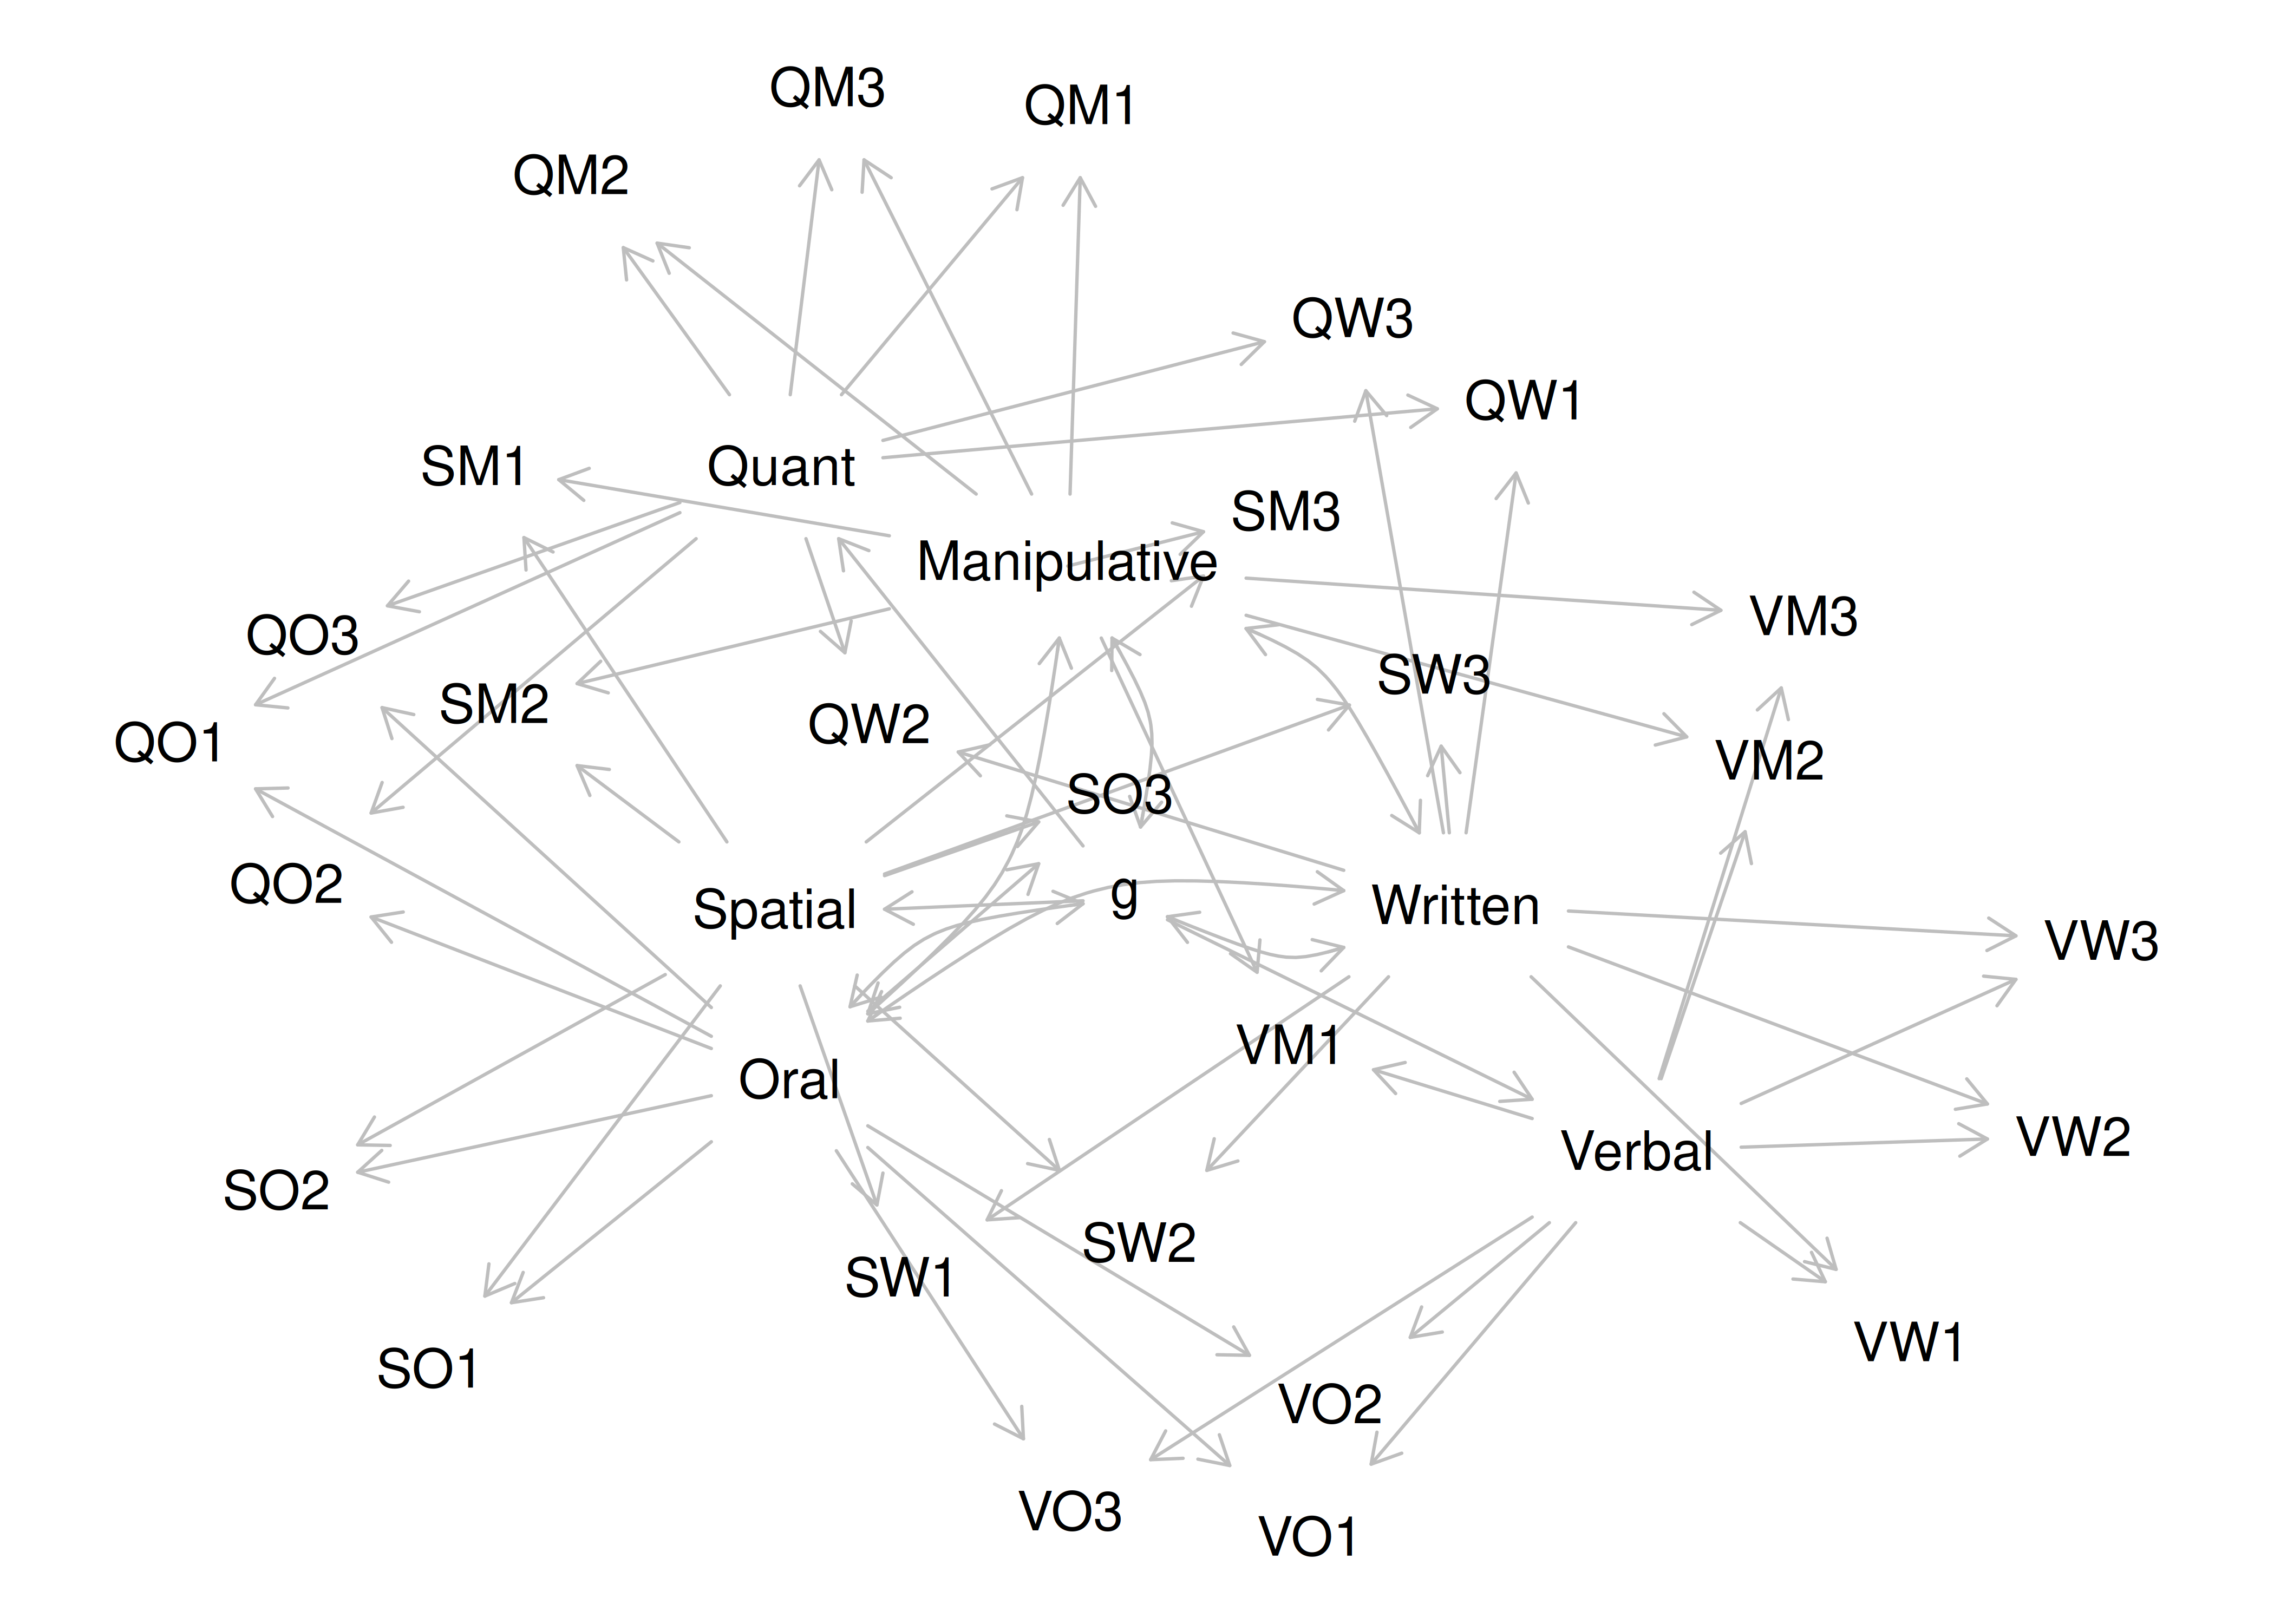 QM3
QM1
QM2
QW3
QW1
SM1
Quant
SM3
Manipulative
VM3
QO3
SW3
SM2
QW2
QO1
VM2
SO3
QO2
g
Spatial
Written
VW3
VM1
Oral
VW2
Verbal
SO2
SW2
SW1
VW1
SO1
VO2
VO3
VO1